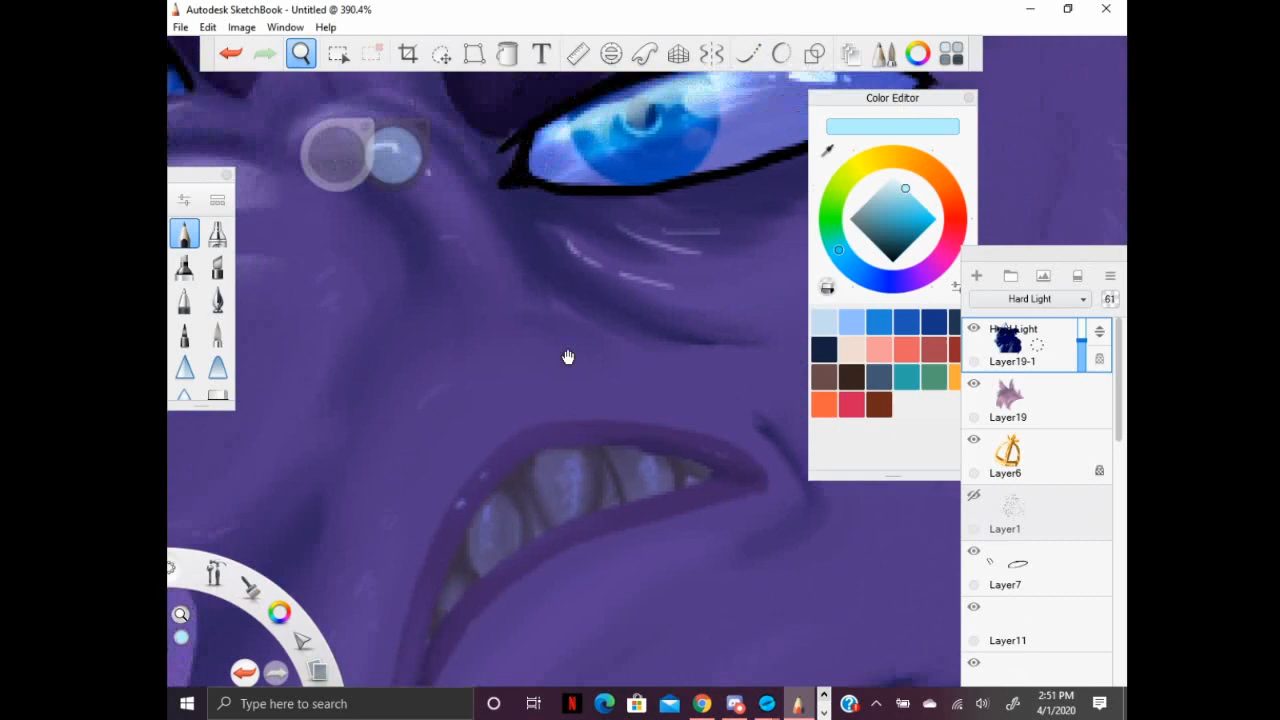 Autodesk SketchBook - Untitled @ 390.4%
File Edit Image Window Help
T
Color Editor
Hard Light
61
Hard Light
Layer19-1
Layer19
Layer6
Layer1
Layer7
Layer11
Type here to search
2:51 PM
4/1/2020